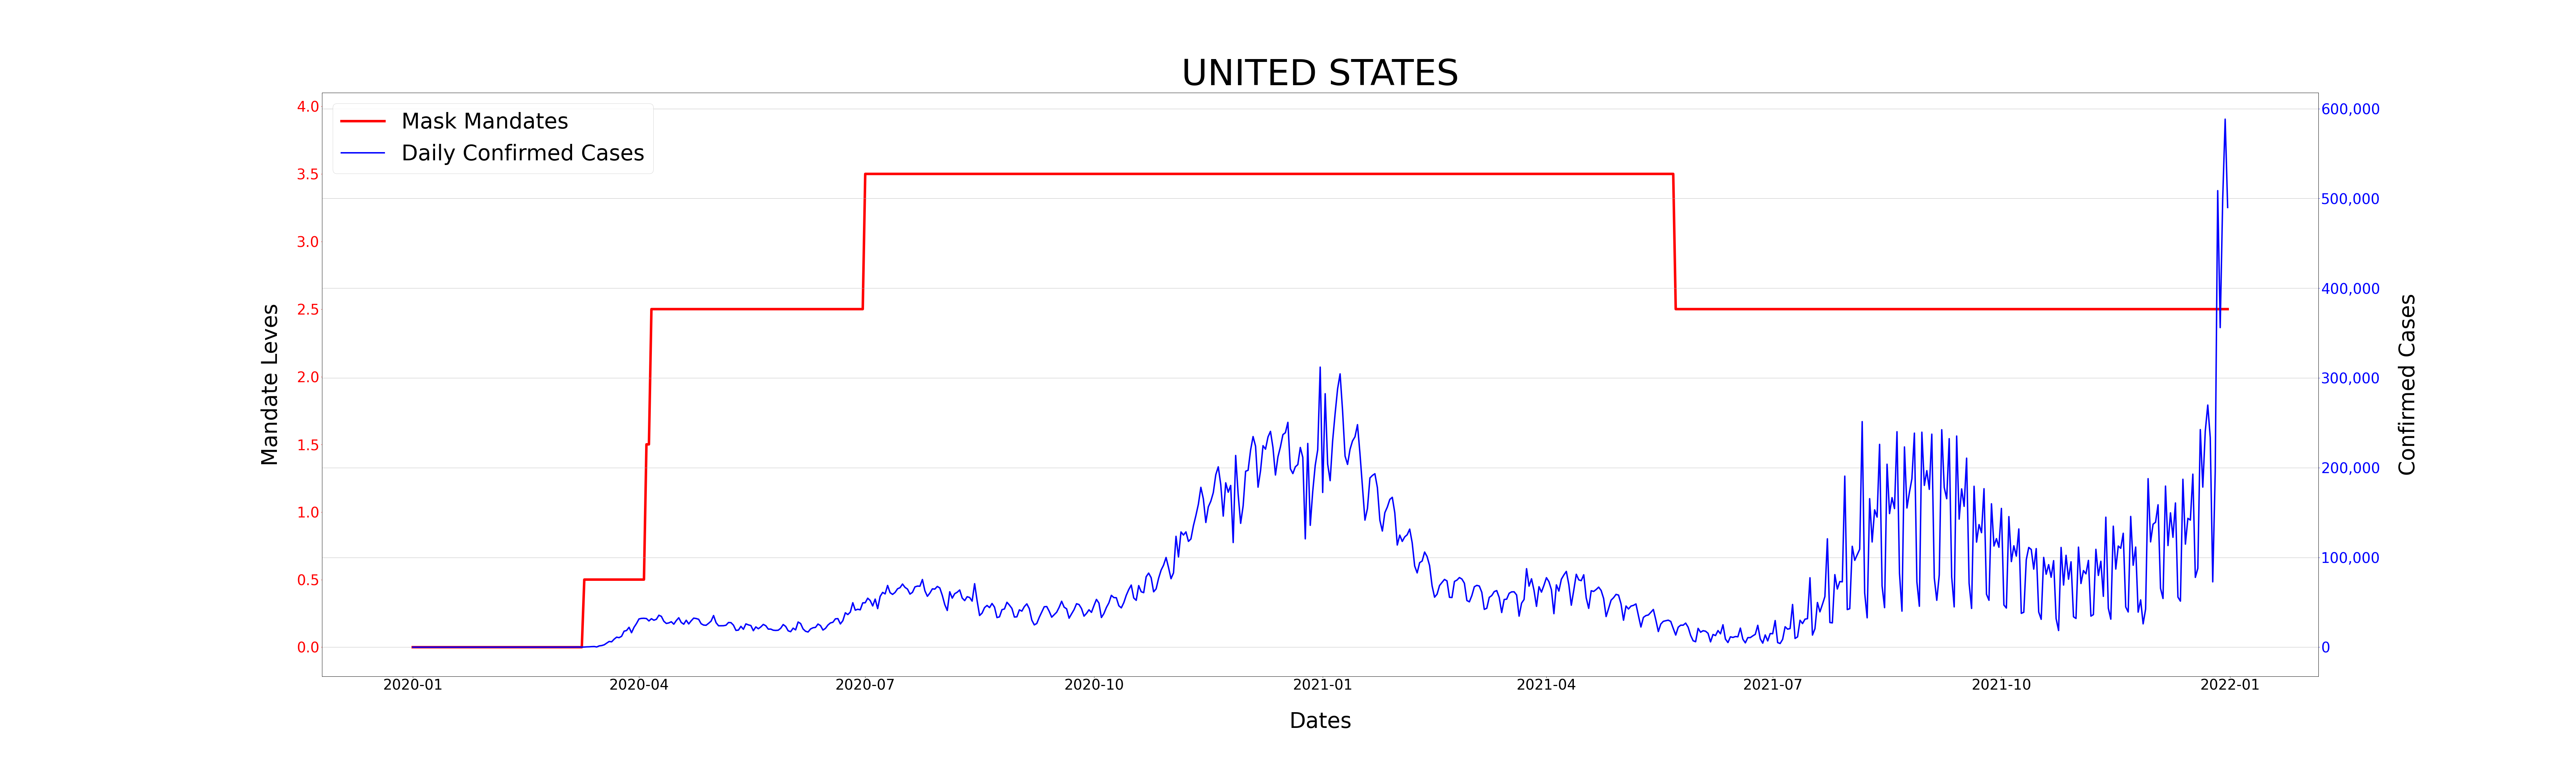 UNITED STATES
Mask Mandates
Daily Confirmed Cases
4.0
3.5
3.0
2.5
2.0
1.5
1.0
0.5
0.0
Mandate Leves
600,000
500,000
400,000
300,000
200,000
100,000
0
Confirmed Cases
2020-01 2020-04 2020-07 2020-10 2021-01 2021-04 2021-07 2021-10 2022-01
Dates